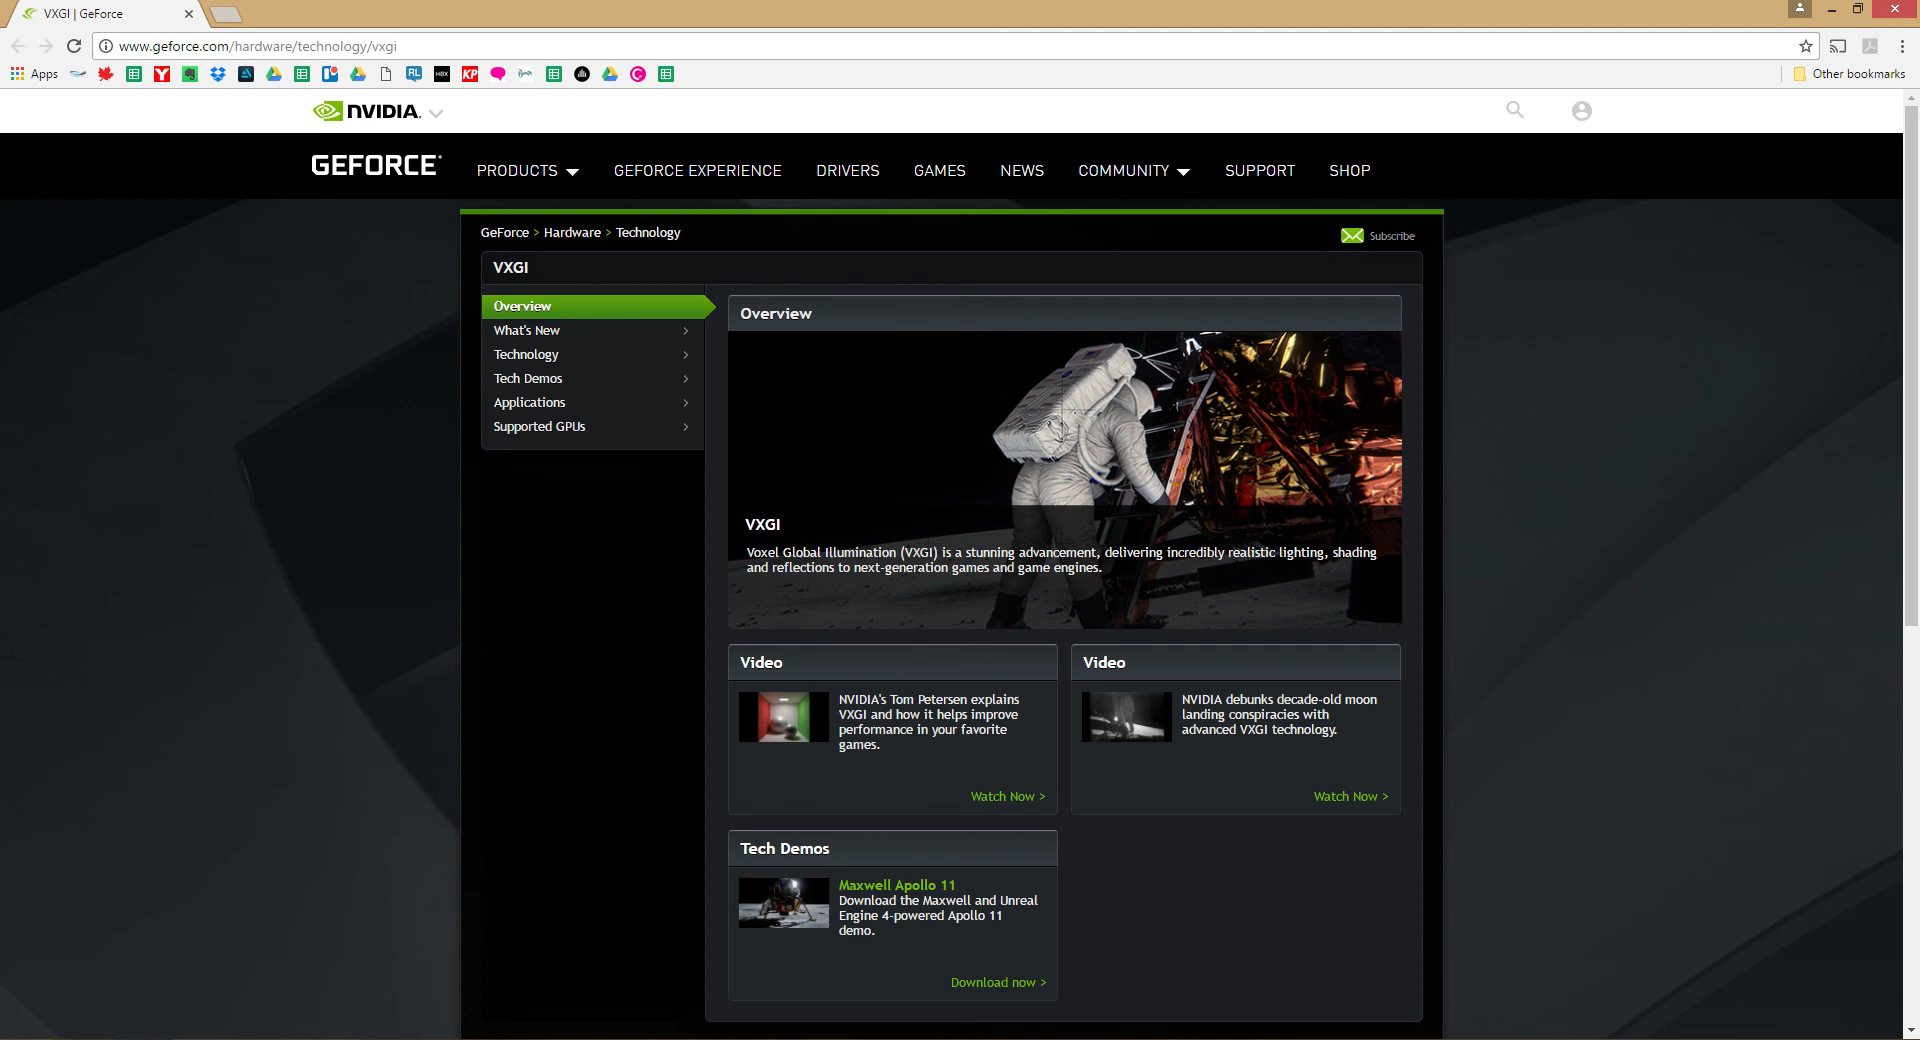 VXGI | GeForce
www.geforce.com/hardware/technology/vxgi
Apps
Other bookmarks
NVIDIA.
GEFORCE
PRODUCTS
GEFORCE EXPERIENCE
DRIVERS
GAMES
NEWS
COMMUNITY
SUPPORT
SHOP
GeForce > Hardware > Technology
Subscribe
VXGI
Overview
What's New
Technology
Tech Demos
Applications
Supported GPUs
Overview
VXGI
Voxel Global Illumination (VXGI) is a stunning advancement, delivering incredibly realistic lighting, shading
and reflections to next-generation games and game engines.
Video
NVIDIA's Tom Petersen explains
VXGI and how it helps improve
performance in your favorite
games.
Watch Now >
Video
NVIDIA debunks decade-old moon
landing conspiracies with
advanced VXGI technology.
Watch Now >
Tech Demos
Maxwell Apollo 11
Download the Maxwell and Unreal
Engine 4-powered Apollo 11
demo.
Download now >